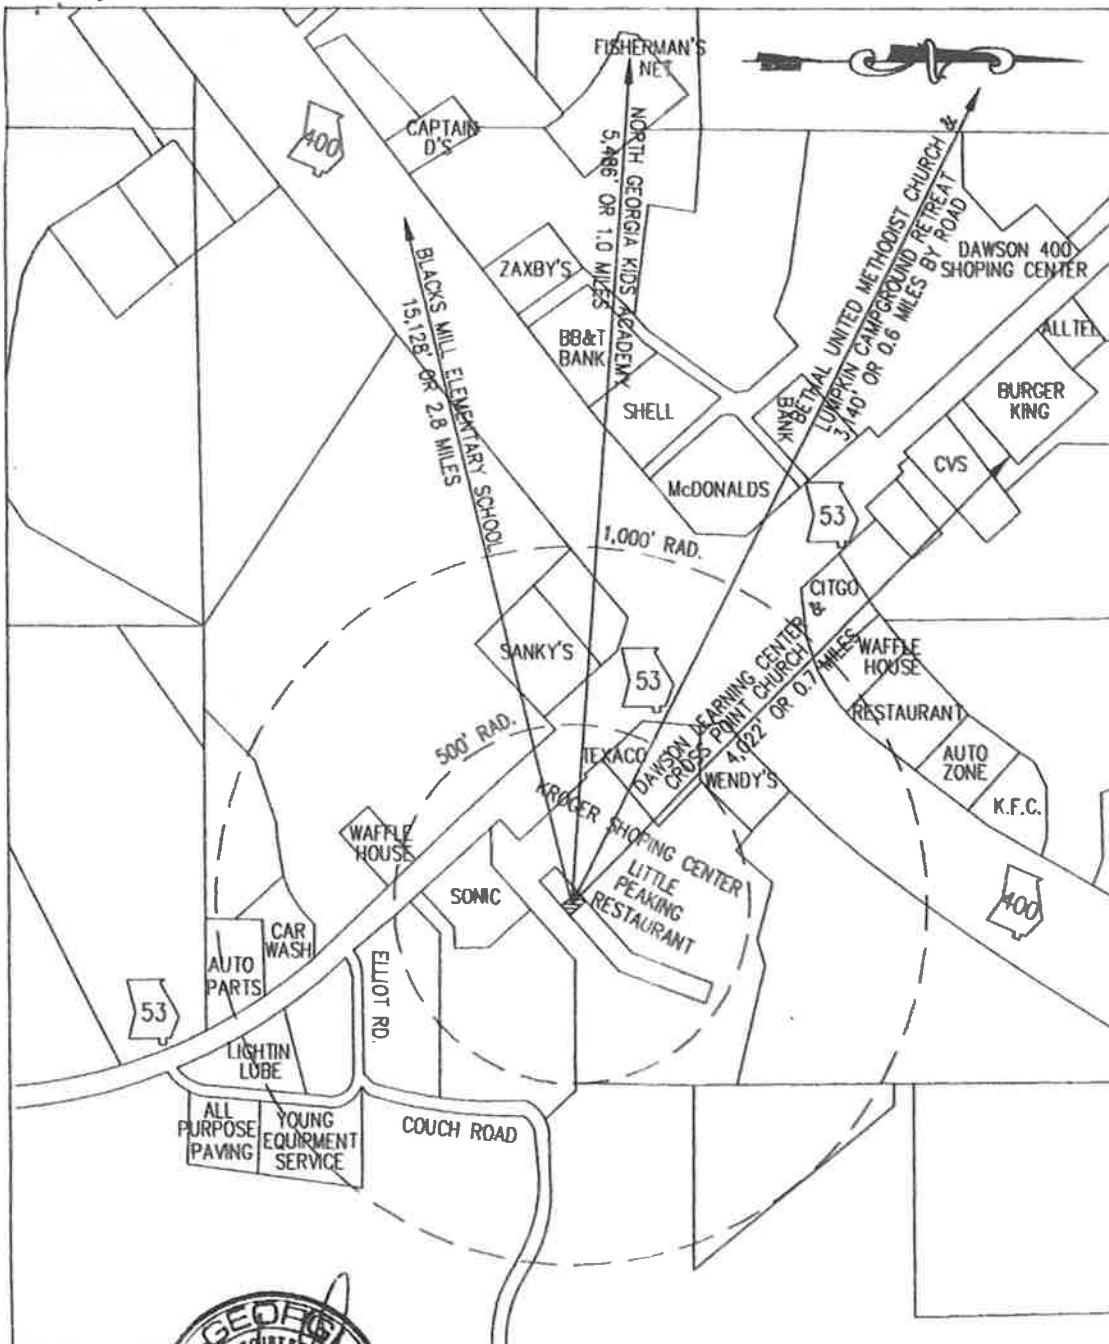 FISHERMAN'S
NET
400
CAPTAIN
D'S
NORTH GEORGIA KIDS ACADEMY
5,486' OR 1.0 MILES
BETHAL UNITED METHODIST CHURCH &
LUMPKIN CAMPGROUND RETREAT
3,140' OR 0.6 MILES BY ROAD
DAWSON 400
SHOPING CENTER
BLACKS MILL ELEMENTARY SCHOOL
15,128' OR 2.8 MILES
ZAXBY'S
BB&T
BANK
SHELL
BANK
ALLTEL
BURGER
KING
CVS
McDONALDS
53
1,000' RAD.
CITGO
SANKY'S
53
DAWSON LEARNING CENTER &
CROSS POINT CHURCH
4,022' OR 0.7 MILES
WAFFLE
HOUSE
RESTAURANT
AUTO
ZONE
K.F.C.
500' RAD.
TEXACO
WENDY'S
KROGER SHOPING CENTER
WAFFLE
HOUSE
SONIC
LITTLE
PEAKING
RESTAURANT
400
CAR
WASH
AUTO
PARTS
ELLIOT RD.
53
LIGHTIN
LUBE
ALL
PURPOSE
PAVING
YOUNG
EQUIPMENT
SERVICE
COUCH ROAD
GEORG